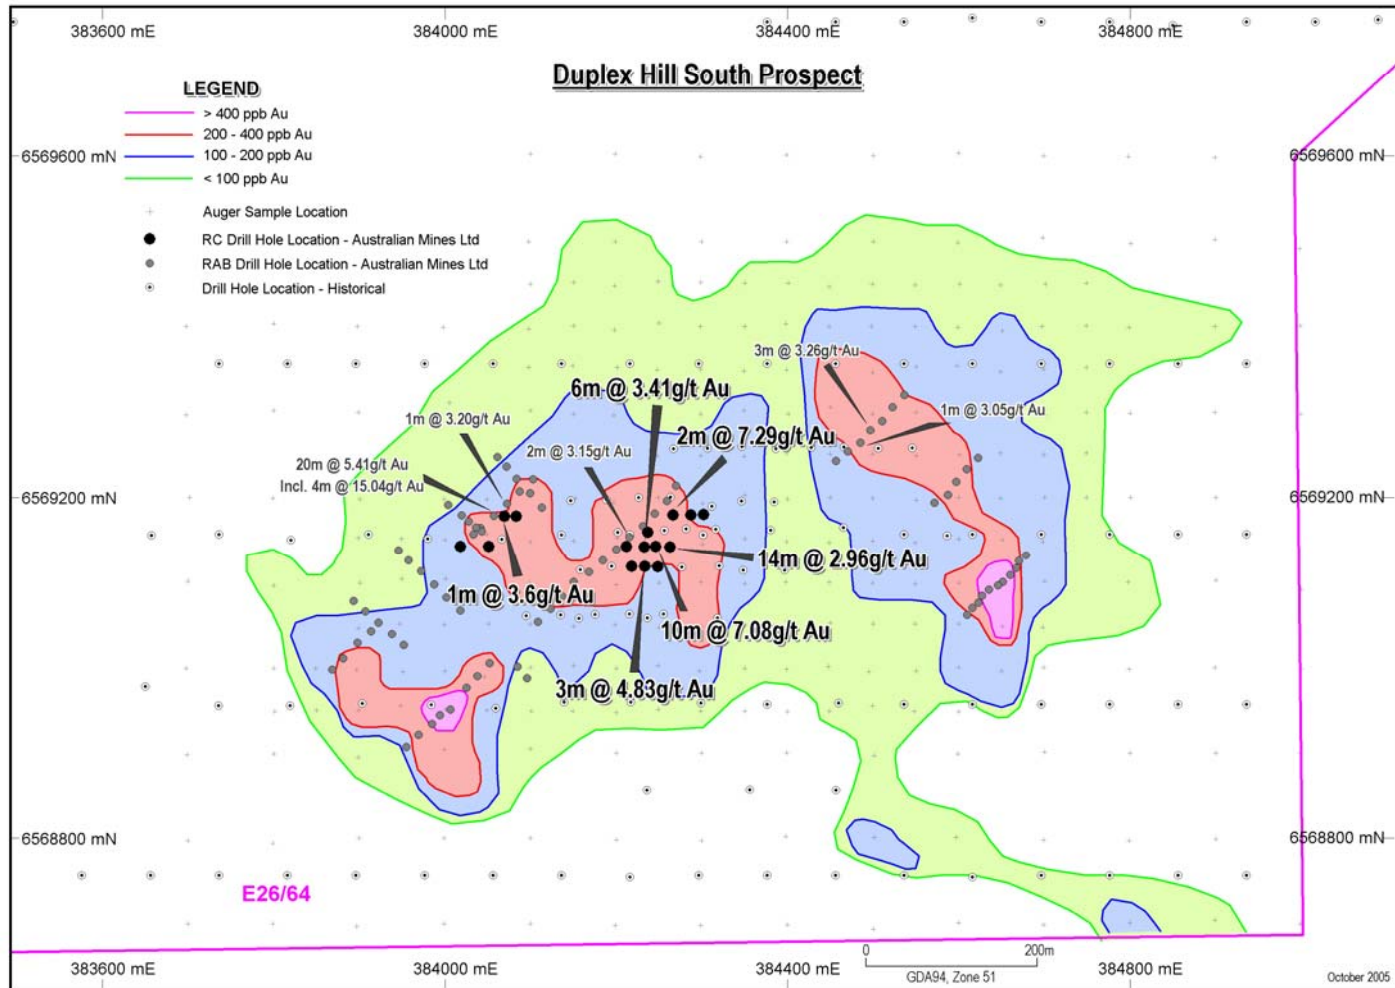 383600 mE
384000 mE
384400 mE
384800 mE
Duplex Hill South Prospect
LEGEND
> 400 ppb Au
200 - 400 ppb Au
100 - 200 ppb Au
< 100 ppb Au
Auger Sample Location
RC Drill Hole Location - Australian Mines Ltd
RAB Drill Hole Location - Australian Mines Ltd
Drill Hole Location - Historical
6569600 mN
6569600 mN
3m @ 3.26g/t Au
6m @ 3.41g/t Au
1m @ 3.05g/t Au
1m @ 3.20g/t Au
2m @ 7.29g/t Au
2m @ 3.15g/t Au
20m @ 5.41g/t Au
Incl. 4m @ 15.04g/t Au
6569200 mN
6569200 mN
14m @ 2.96g/t Au
1m @ 3.6g/t Au
10m @ 7.08g/t Au
3m @ 4.83g/t Au
6568800 mN
6568800 mN
E26/64
0
200m
GDA94, Zone 51
383600 mE
384000 mE
384400 mE
384800 mE
October 2005